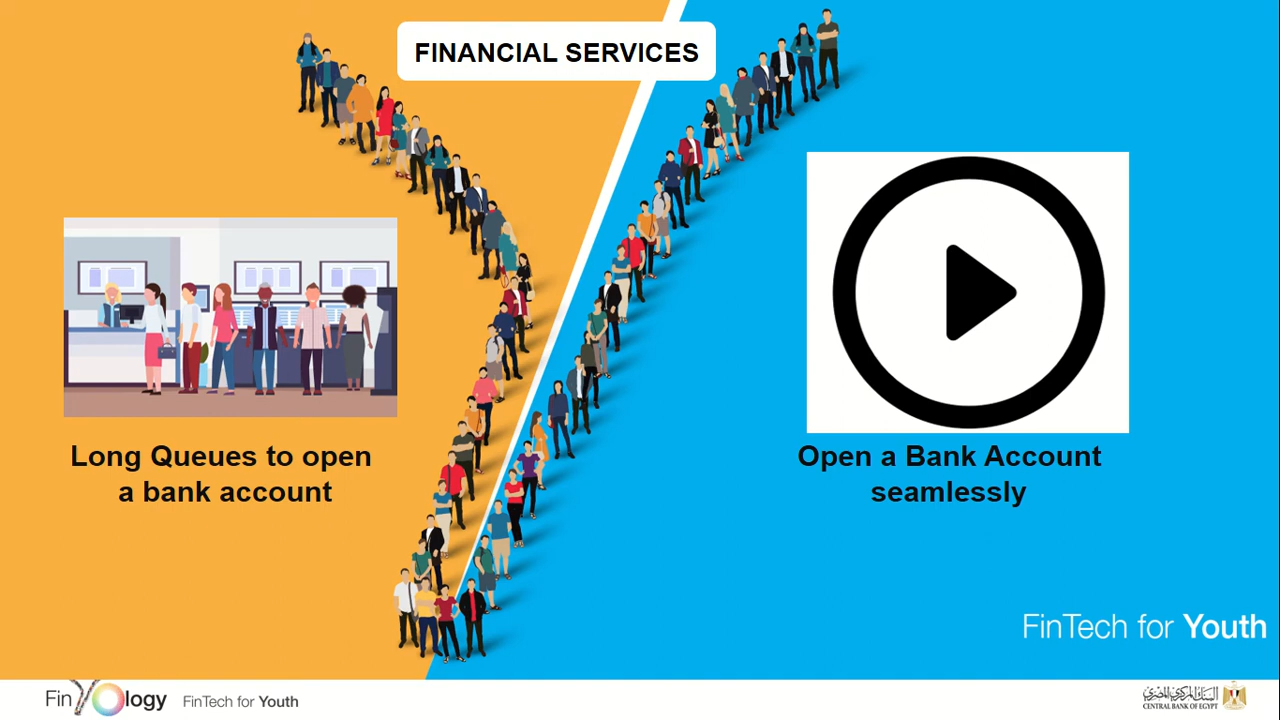 FINANCIAL SERVICES
Long Queues to open
a bank account
Open a Bank Account
seamlessly
FinTech for Youth
FinYOlogy
FinTech for Youth
البنك المركزي المصري
CENTRAL BANK OF EGYPT